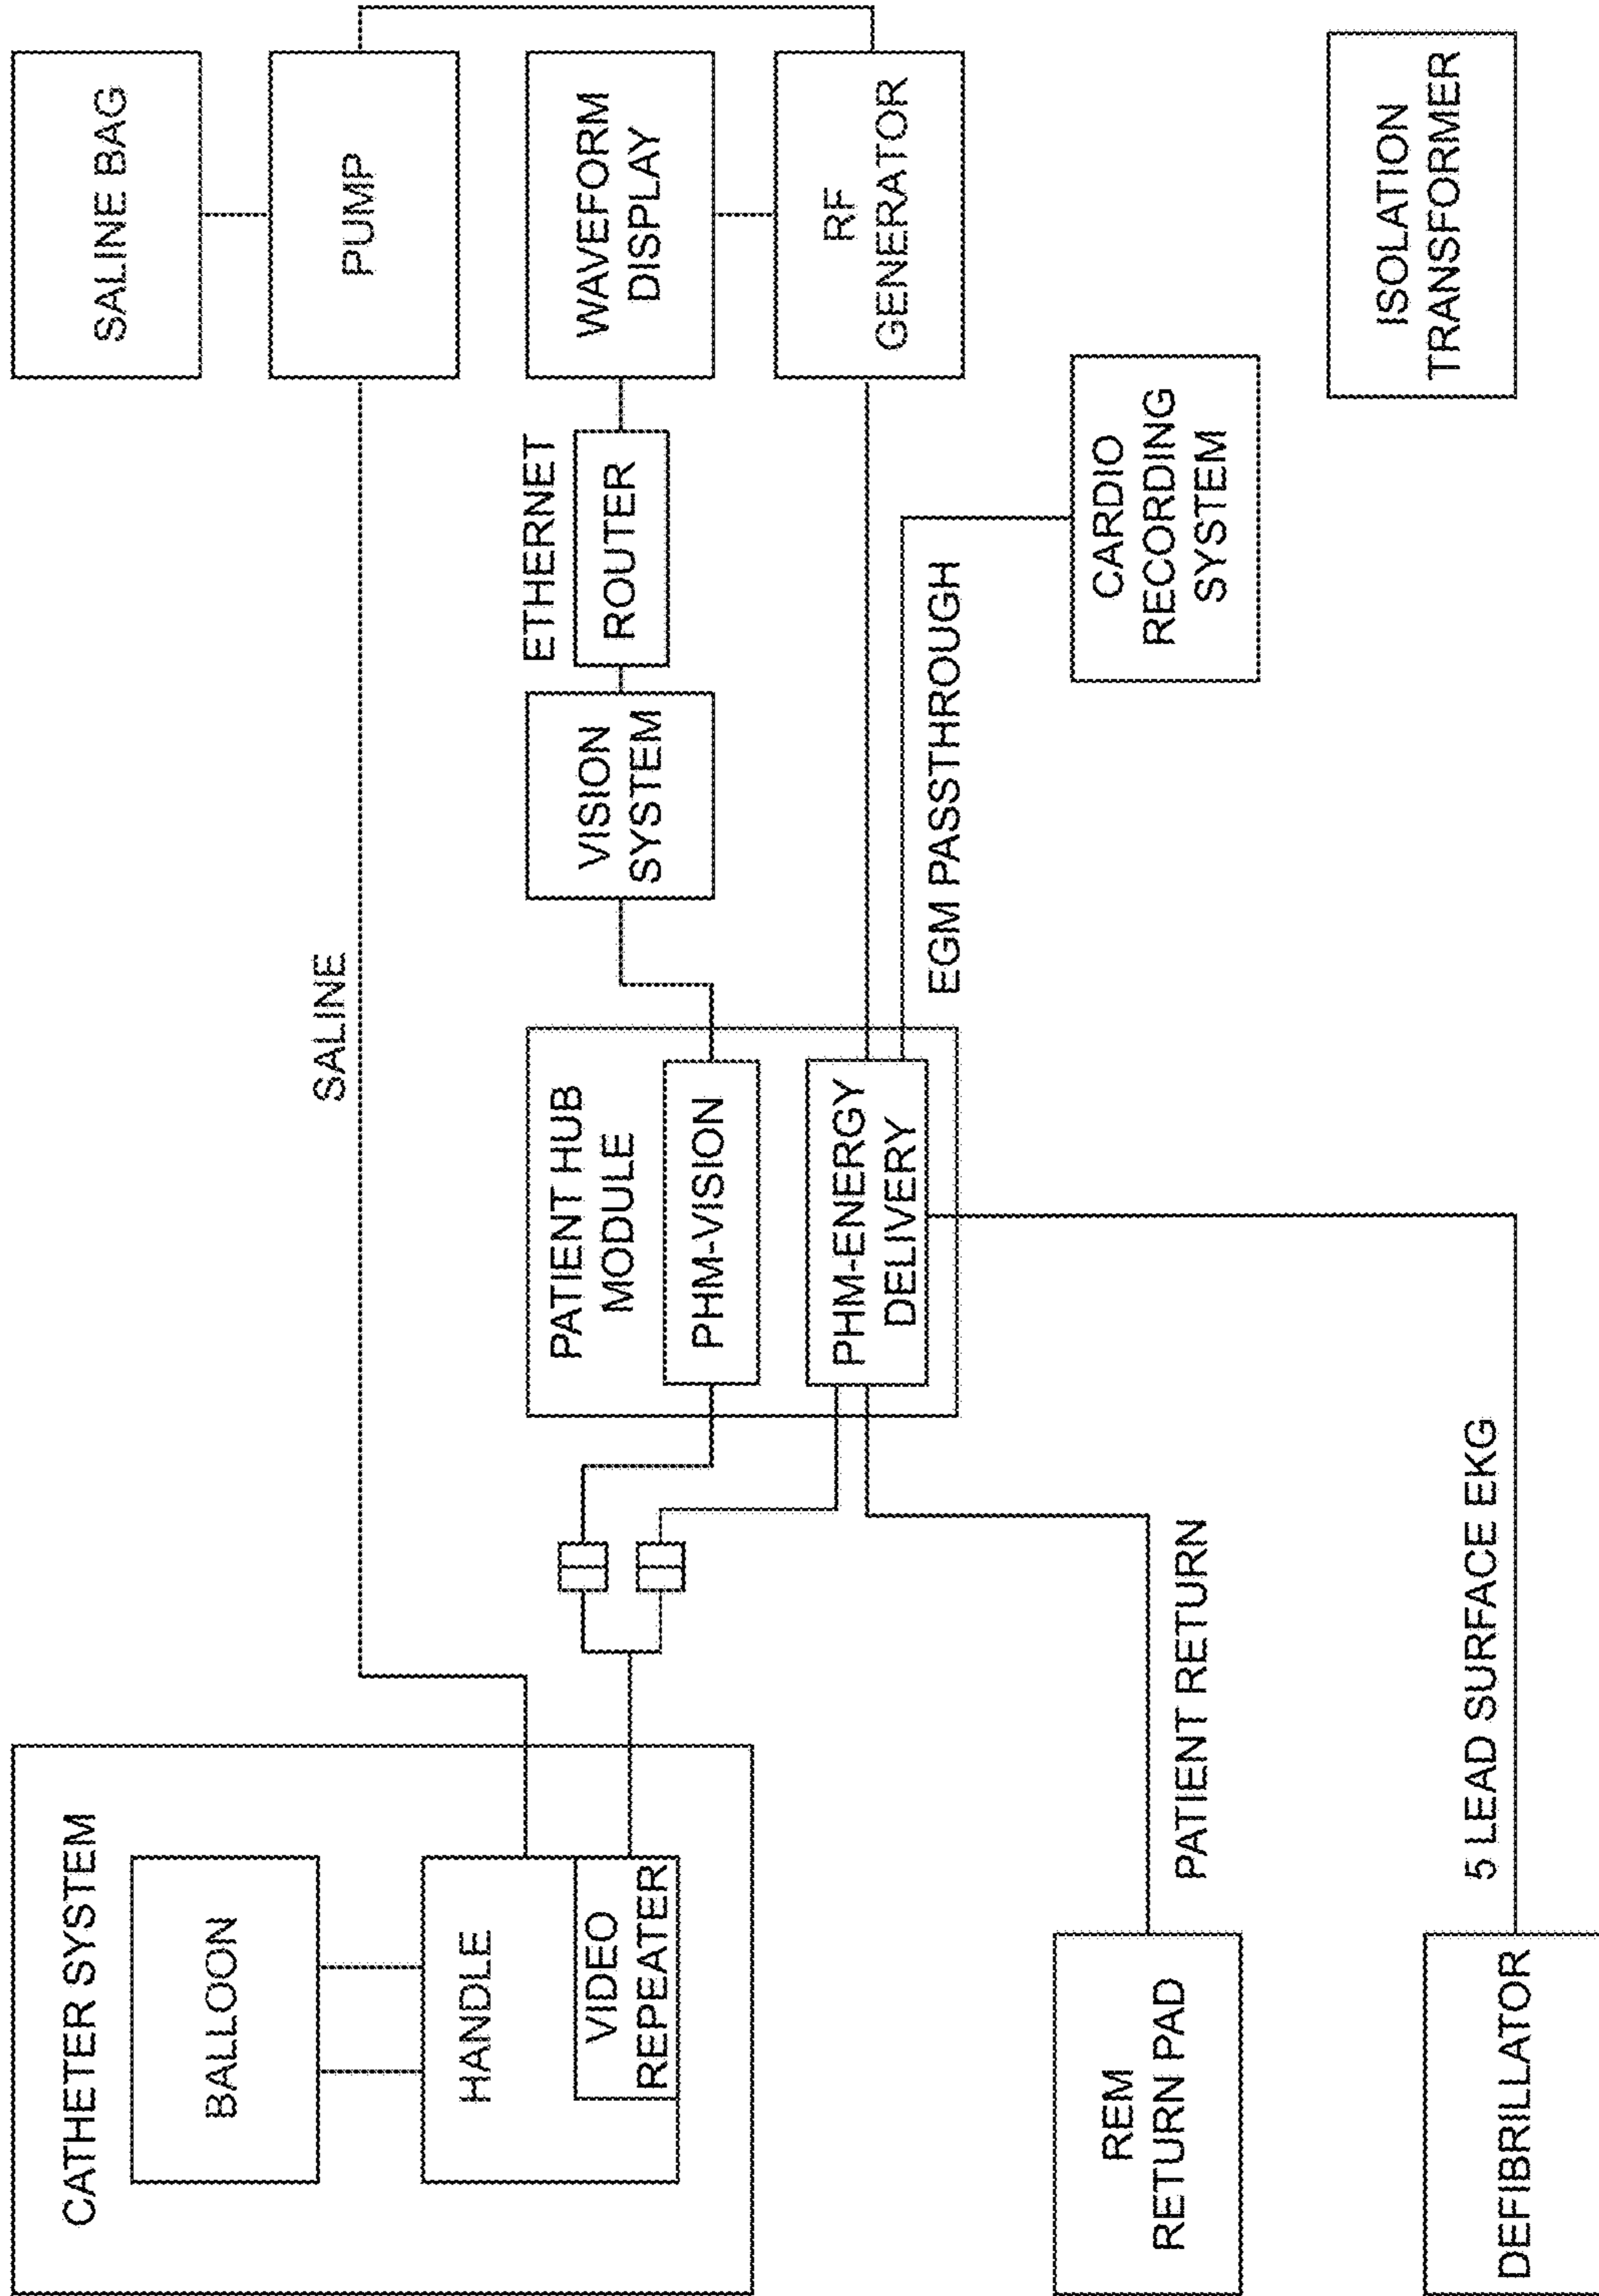 CATHETER SYSTEM
BALLOON
HANDLE
VIDEO
REPEATER
SALINE
SALINE BAG
PUMP
PATIENT HUB
MODULE
PHM-VISION
PHM-ENERGY
DELIVERY
VISION
SYSTEM
ETHERNET
ROUTER
WAVEFORM
DISPLAY
RF
GENERATOR
EGM PASSTHROUGH
CARDIO
RECORDING
SYSTEM
REM
RETURN PAD
PATIENT RETURN
DEFIBRILLATOR
5 LEAD SURFACE EKG
ISOLATION
TRANSFORMER